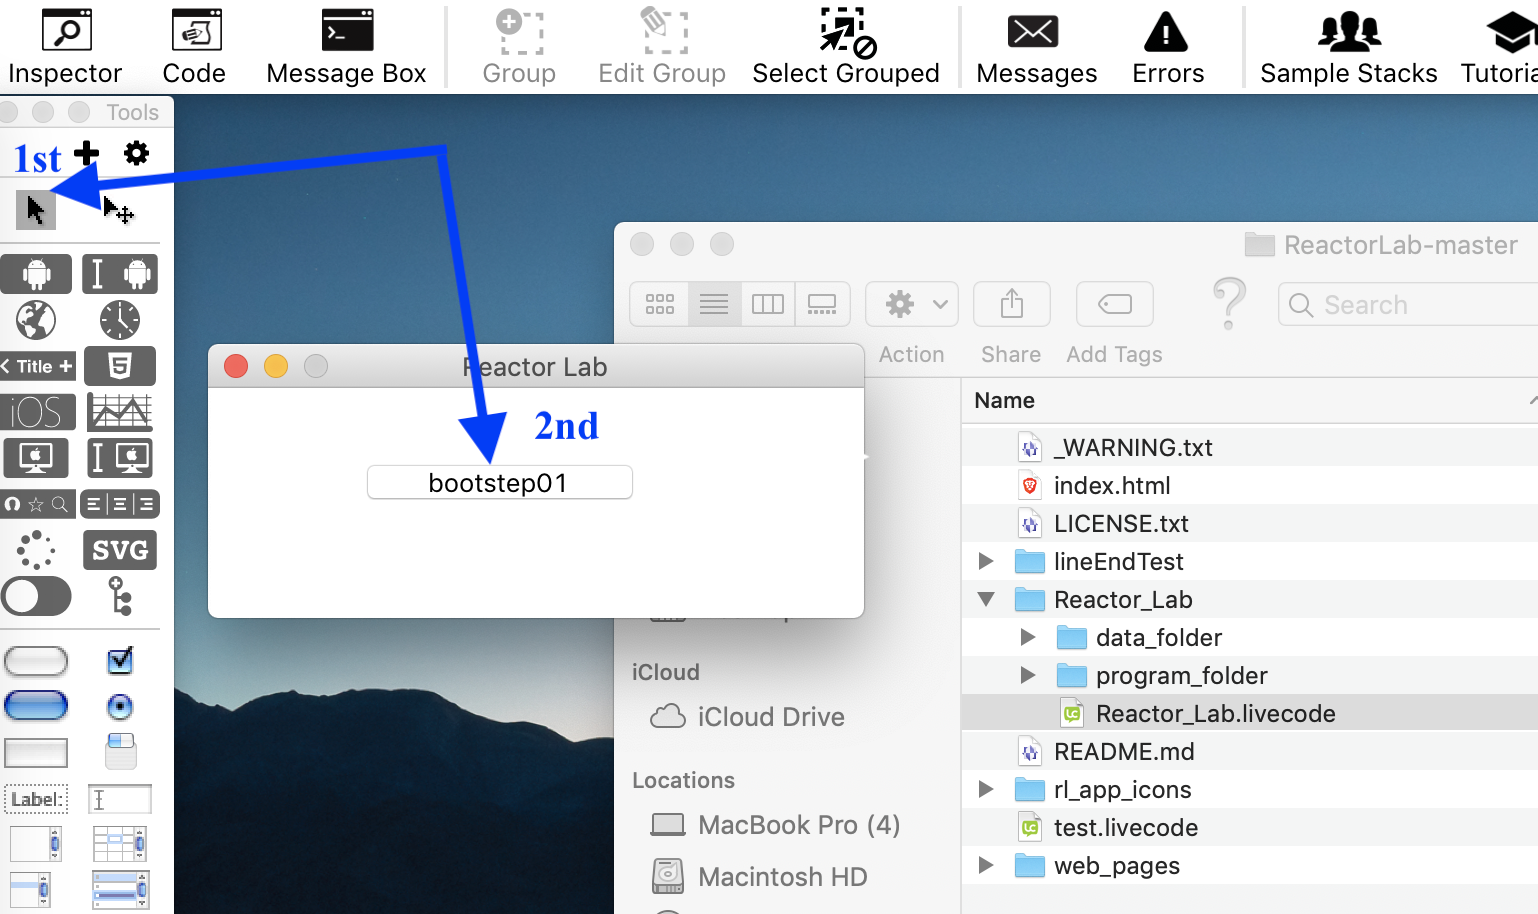 Inspector
Code
Message Box
Group
Edit Group
Select Grouped
Messages
Errors
Sample Stacks
Tutoria
Tools
1st
Title +
5
iOS
SVG
Label:
ReactorLab-master
Search
Action
Share
Add Tags
Reactor Lab
2nd
bootstep01
Name
_WARNING.txt
index.html
LICENSE.txt
lineEndTest
Reactor_Lab
data_folder
program_folder
Reactor_Lab.livecode
README.md
rl_app_icons
test.livecode
web_pages
iCloud
iCloud Drive
Locations
MacBook Pro (4)
Macintosh HD